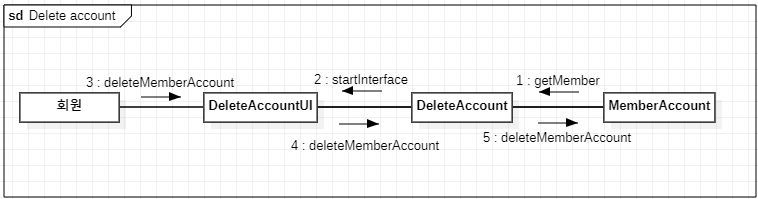 sd Delete account
3 : deleteMemberAccount
2 : startInterface
1 : getMember
회원
DeleteAccountUI
DeleteAccount
MemberAccount
4 : deleteMemberAccount
5 : deleteMemberAccount